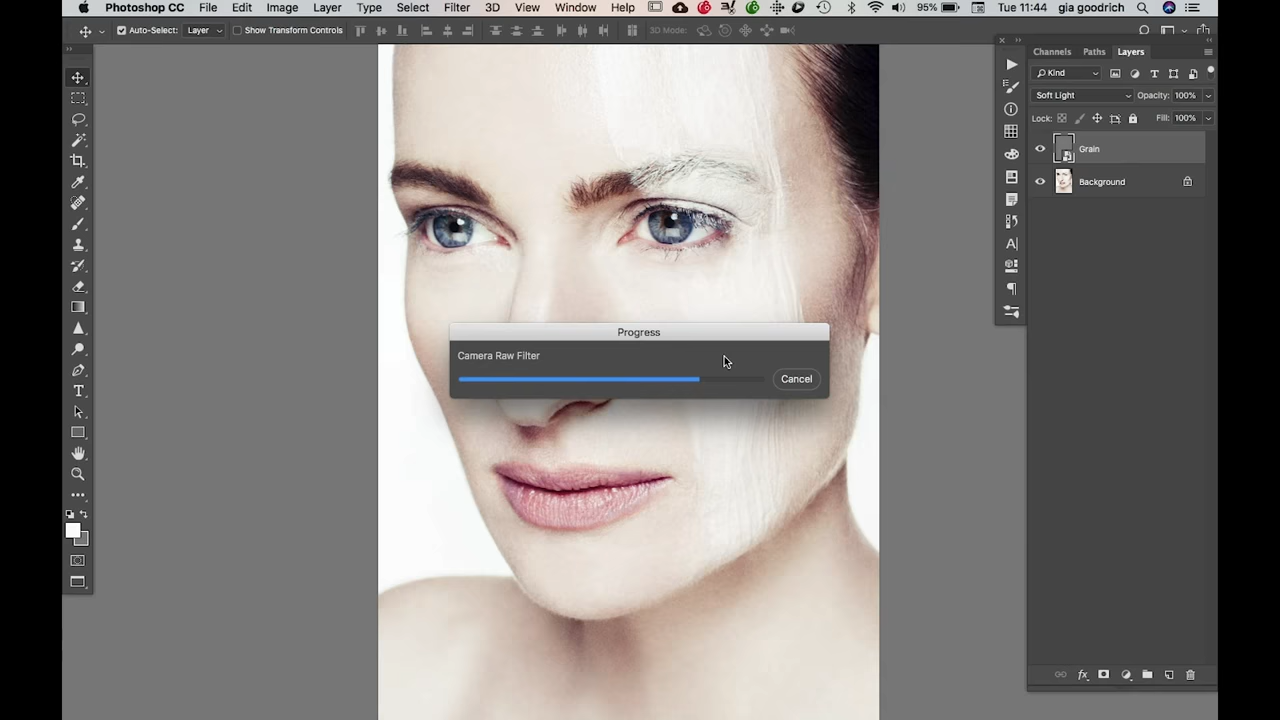 Photoshop CC File Edit Image Layer Type Select Filter 3D View Window Help 95% Tue 11:44 gia goodrich
Auto-Select: Layer Show Transform Controls 3D Mode:
Channels Paths Layers
Kind
Soft Light Opacity: 100%
Lock: Fill: 100%
Grain
Background
Progress
Camera Raw Filter
Cancel